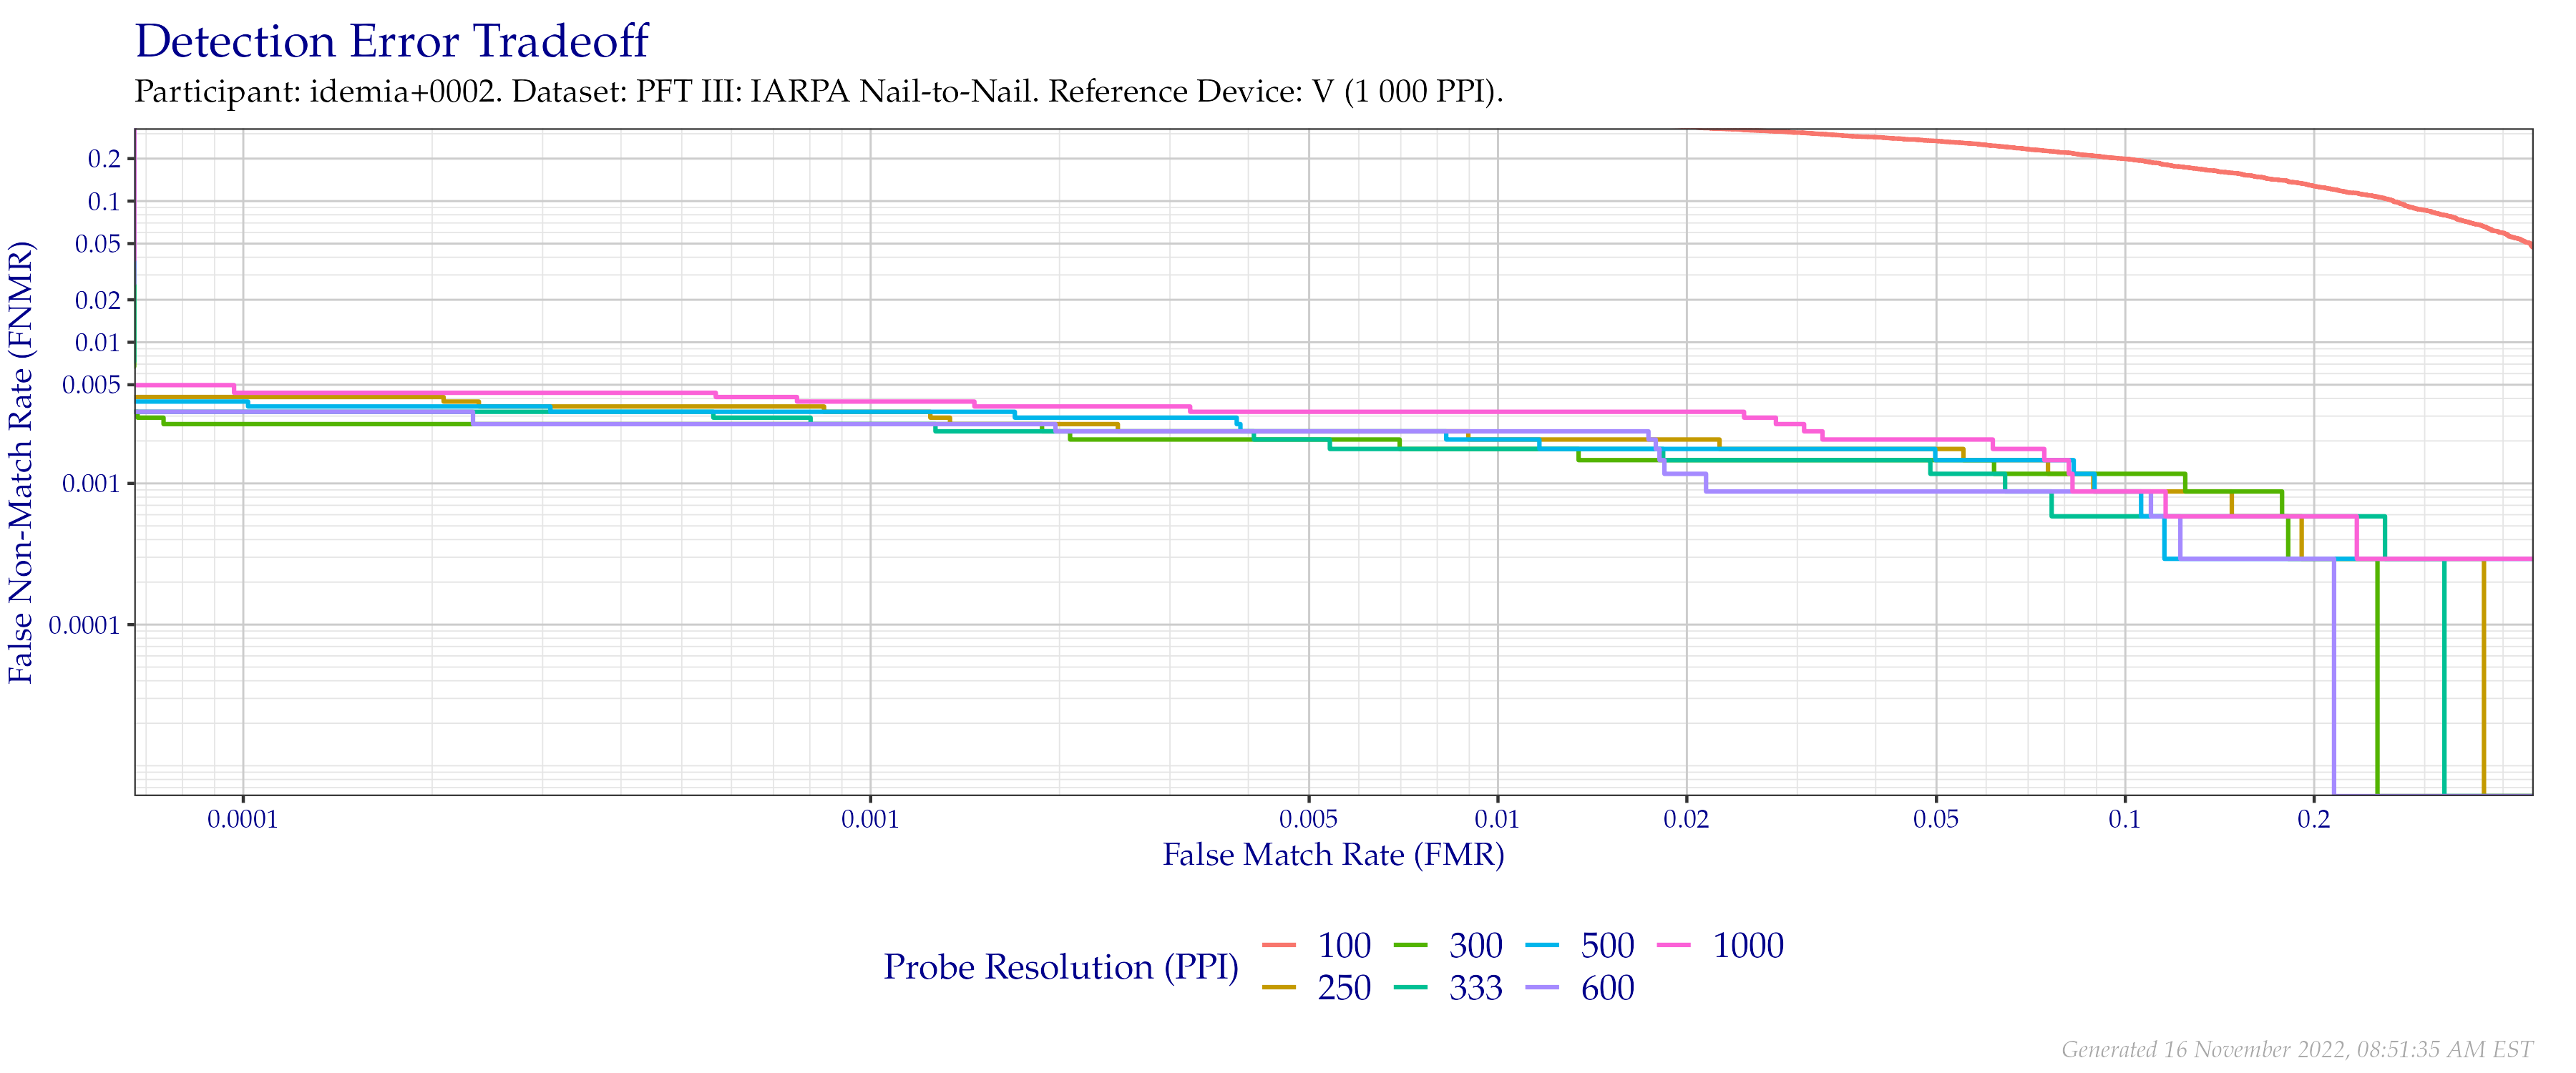 Detection Error Tradeoff
Participant: idemia+0002. Dataset: PFT III: IARPA Nail-to-Nail. Reference Device: V (1 000 PPI).
False Non-Match Rate (FNMR)
0.2
0.1
0.05
0.02
0.01
0.005
0.001
0.0001
0.0001 0.001 0.005 0.01 0.02 0.05 0.1 0.2
False Match Rate (FMR)
Probe Resolution (PPI)
100 300 500 1000
250 333 600
Generated 16 November 2022, 08:51:35 AM EST